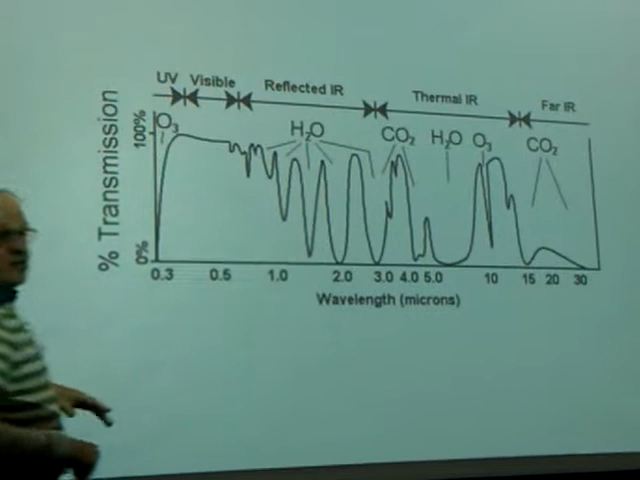 UV Visible Reflected IR Thermal IR Far IR
O₃ H₂O CO₂ H₂O O₃ CO₂
% Transmission
100%
0%
0.3 0.5 1.0 2.0 3.0 4.0 5.0 10 15 20 30
Wavelength (microns)